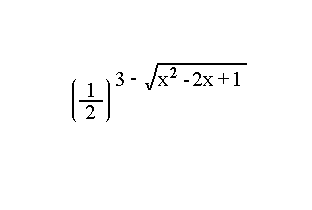 (1/2)^(3 - √(x² - 2x + 1))